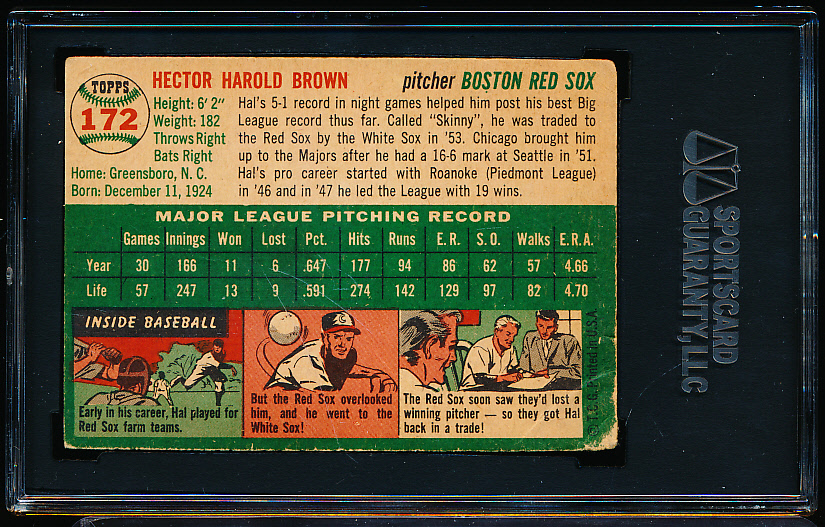 TOPPS
172
HECTOR HAROLD BROWN pitcher BOSTON RED SOX
Height: 6' 2"
Weight: 182
Throws Right
Bats Right
Home: Greensboro, N. C.
Born: December 11, 1924
Hal's 5-1 record in night games helped him post his best Big
League record thus far. Called "Skinny", he was traded to
the Red Sox by the White Sox in '53. Chicago brought him
up to the Majors after he had a 16-6 mark at Seattle in '51.
Hal's pro career started with Roanoke (Piedmont League)
in '46 and in '47 he led the League with 19 wins.
MAJOR LEAGUE PITCHING RECORD
Games Innings Won Lost Pct. Hits Runs E. R. S. O. Walks E.R.A.
Year 30 166 11 6 .647 177 94 86 62 57 4.66
Life 57 247 13 9 .591 274 142 129 97 82 4.70
INSIDE BASEBALL
Early in his career, Hal played for
Red Sox farm teams.
C
But the Red Sox overlooked
him, and he went to the
White Sox!
The Red Sox soon saw they'd lost a
winning pitcher — so they got Hal
back in a trade!
© T.C.G. Printed in U.S.A.
SPORTSCARD
GUARANTY, LLC